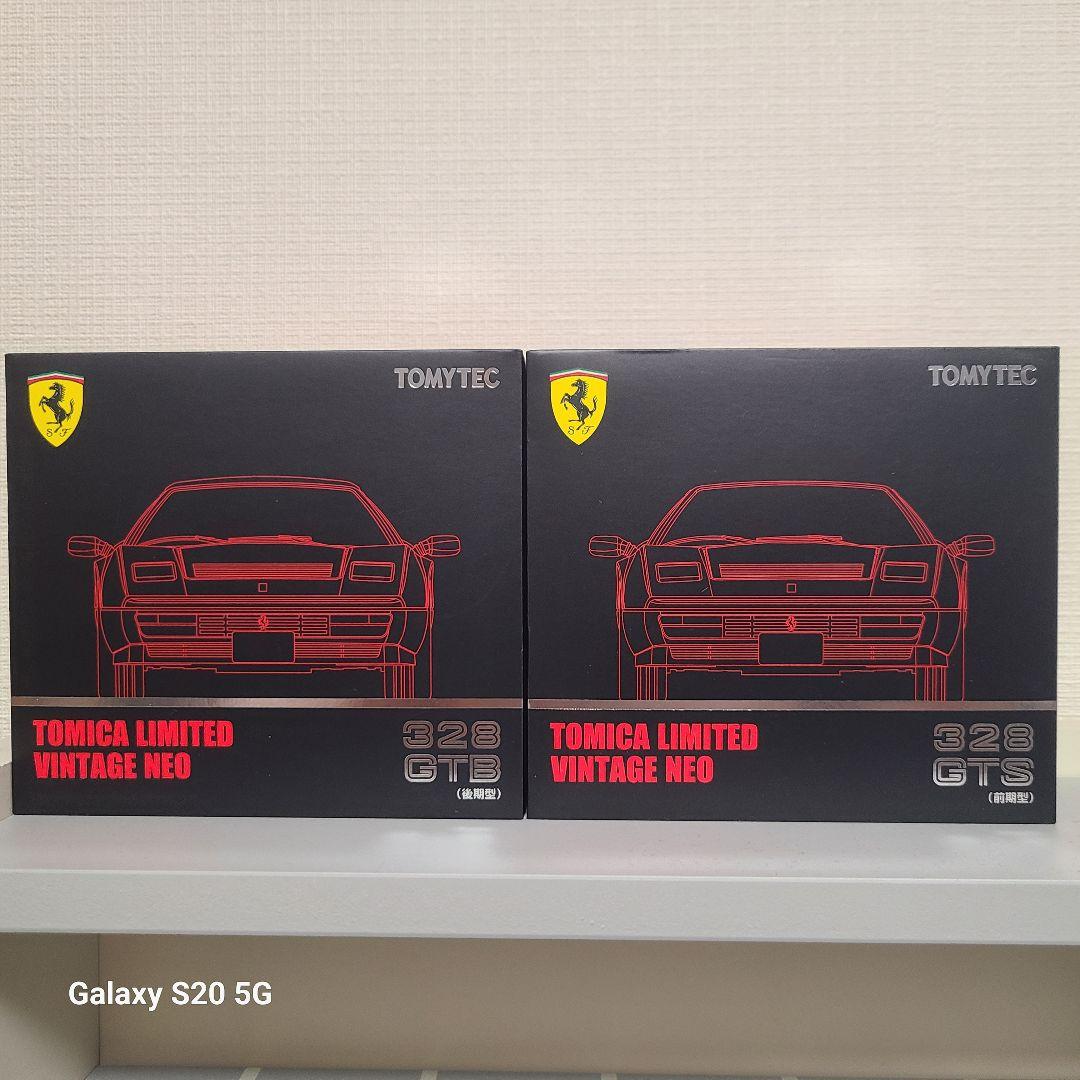 TOMYTEC
S F
TOMICA LIMITED
VINTAGE NEO
328
GTB
(後期型)
TOMYTEC
S F
TOMICA LIMITED
VINTAGE NEO
328
GTS
(前期型)
Galaxy S20 5G